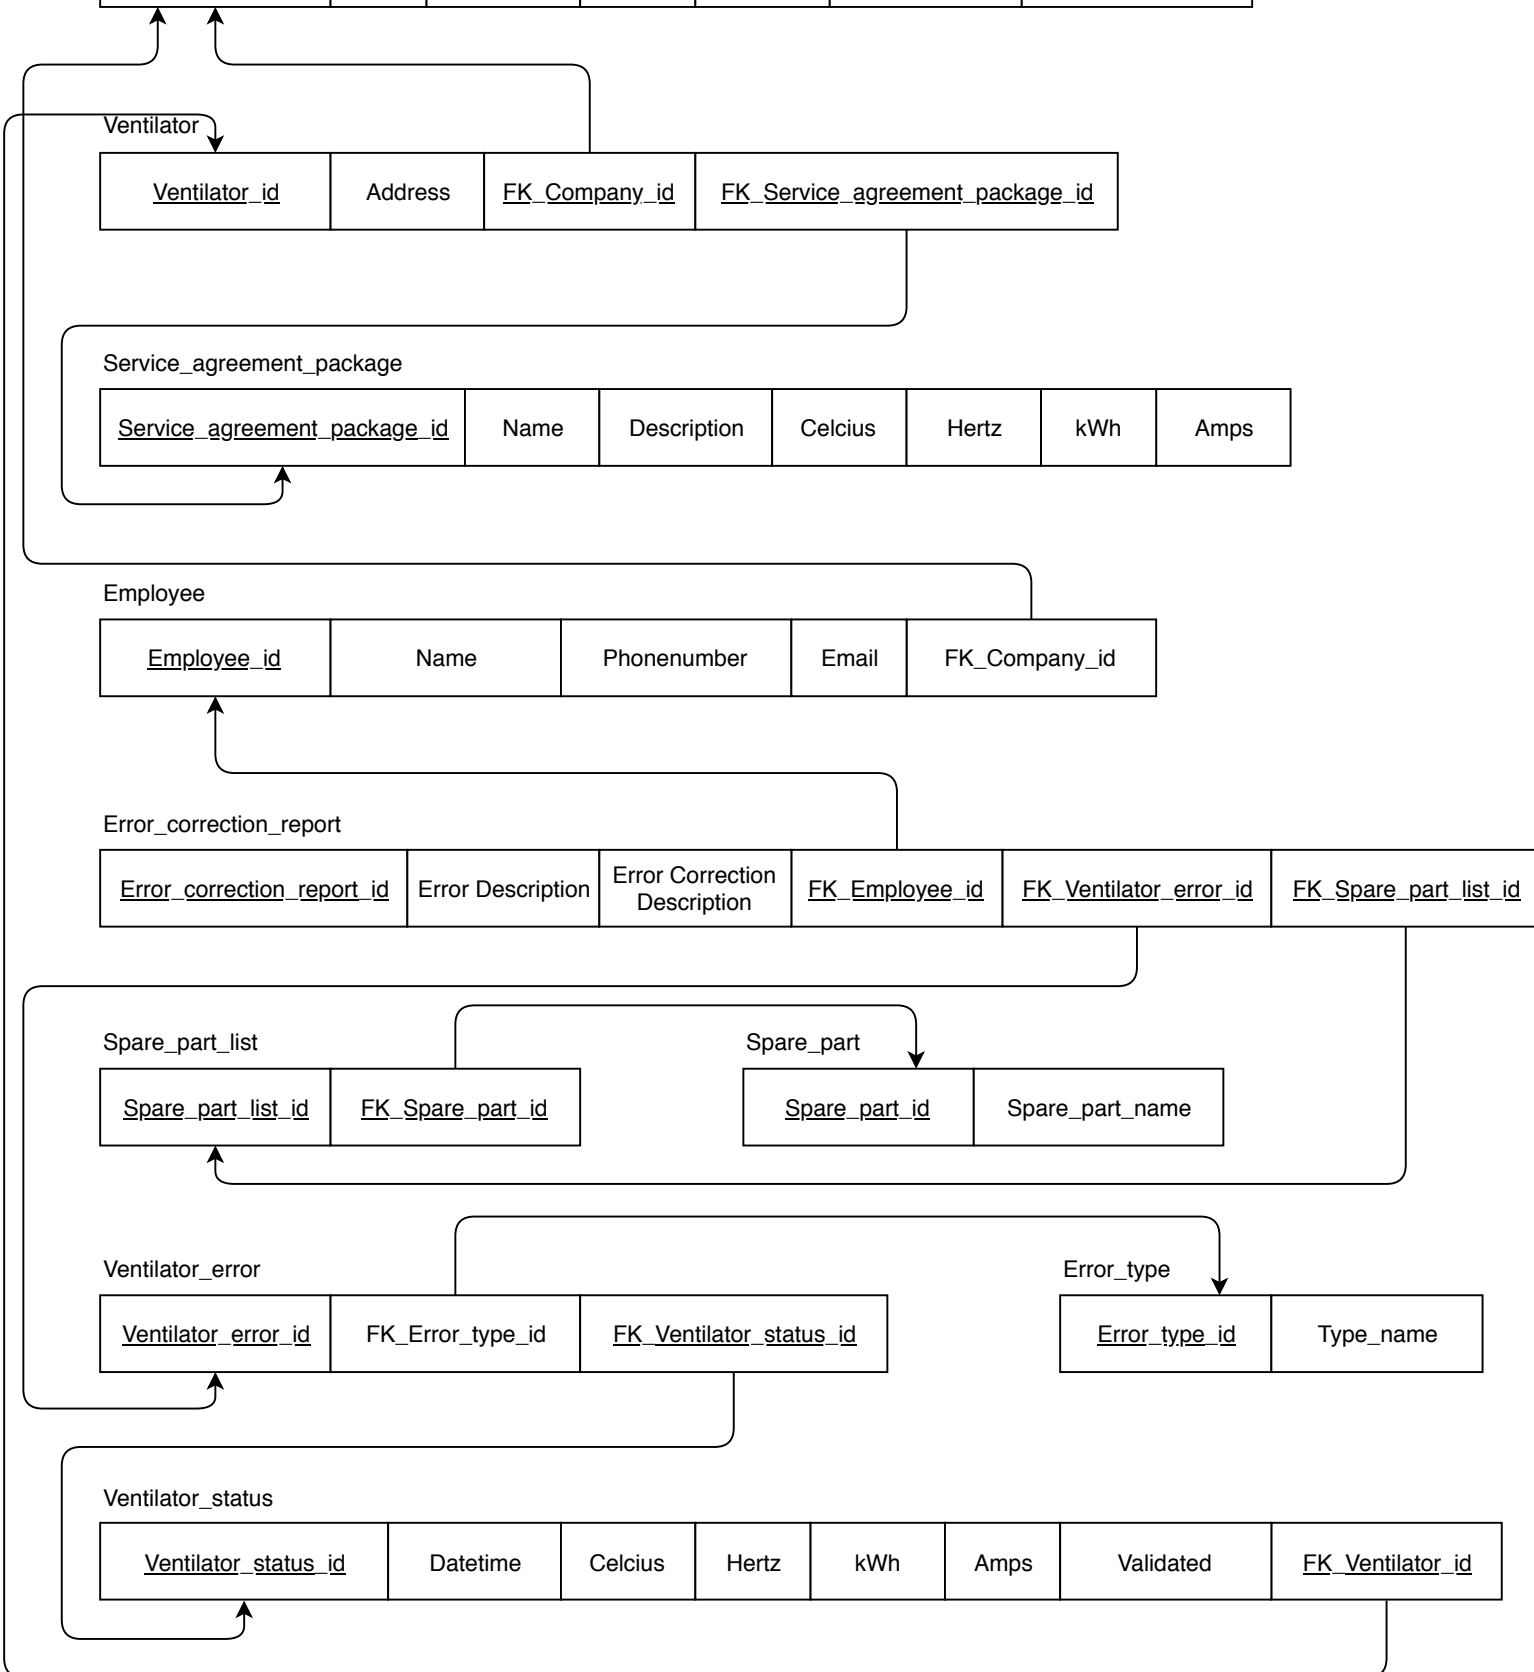 Ventilator
Ventilator_id Address FK_Company_id FK_Service_agreement_package_id
Service_agreement_package
Service_agreement_package_id Name Description Celcius Hertz kWh Amps
Employee
Employee_id Name Phonenumber Email FK_Company_id
Error_correction_report
Error_correction_report_id Error Description Error Correction Description FK_Employee_id FK_Ventilator_error_id FK_Spare_part_list_id
Spare_part_list Spare_part
Spare_part_list_id FK_Spare_part_id Spare_part_id Spare_part_name
Ventilator_error Error_type
Ventilator_error_id FK_Error_type_id FK_Ventilator_status_id Error_type_id Type_name
Ventilator_status
Ventilator_status_id Datetime Celcius Hertz kWh Amps Validated FK_Ventilator_id